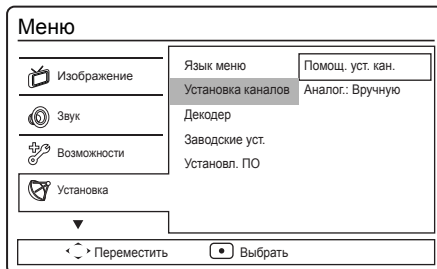 Меню
Изображение
Звук
Возможности
Установка
Язык меню
Установка каналов
Декодер
Заводские уст.
Установл. ПО
Помощ. уст. кан.
Аналог.: Вручную
Переместить
Выбрать